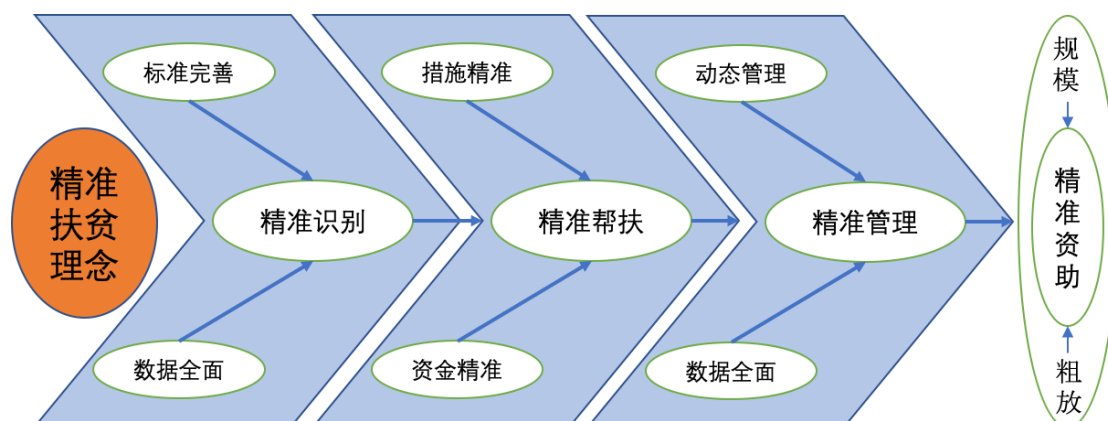 精准
扶贫
理念
标准完善
精准识别
数据全面
措施精准
精准帮扶
资金精准
动态管理
精准管理
数据全面
规模
精准资助
粗放